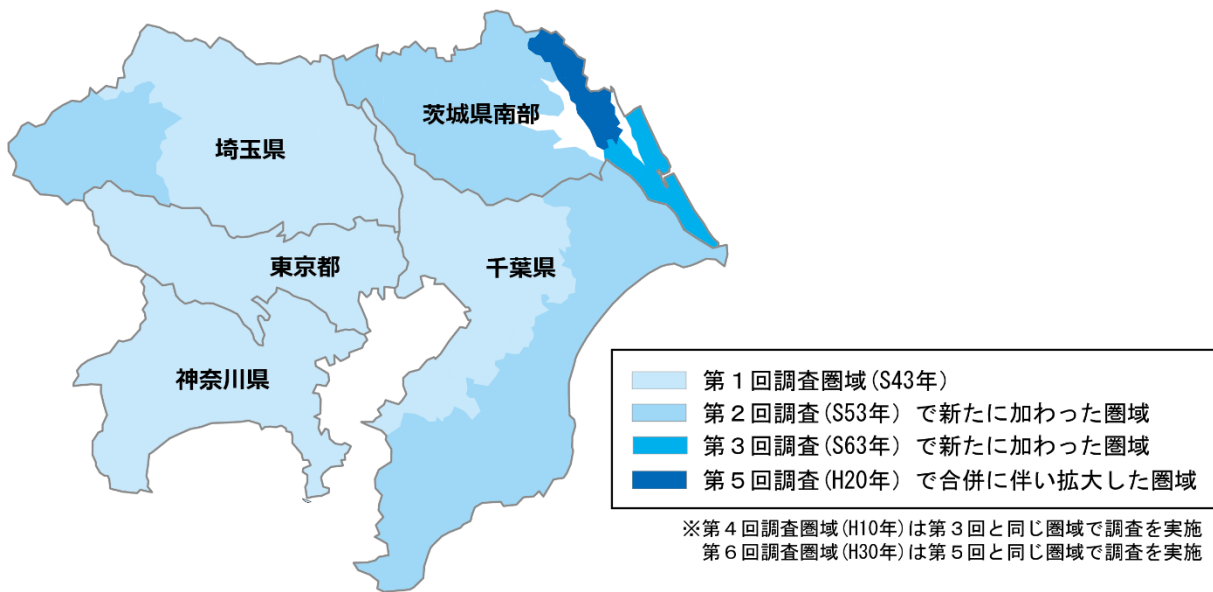 茨城県南部
埼玉県
東京都
千葉県
神奈川県
第1回調査圏域(S43年)
第2回調査(S53年)で新たに加わった圏域
第3回調査(S63年)で新たに加わった圏域
第5回調査(H20年)で合併に伴い拡大した圏域
※第4回調査圏域(H10年)は第3回と同じ圏域で調査を実施
第6回調査圏域(H30年)は第5回と同じ圏域で調査を実施